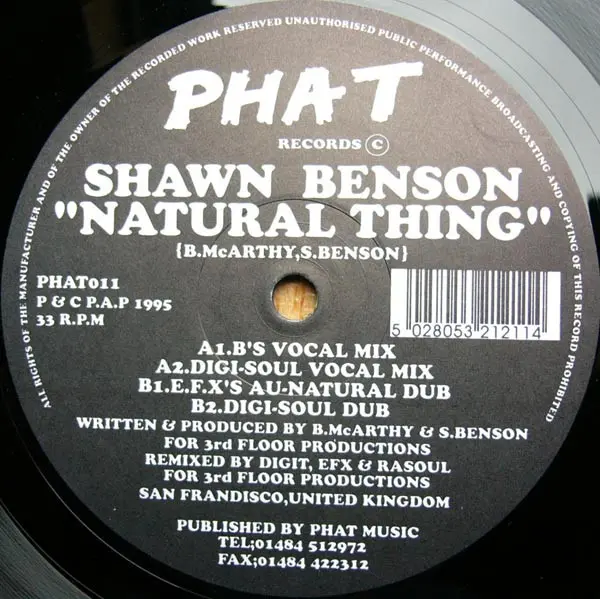 ALL RIGHTS OF THE MANUFACTURER AND OF THE OWNER OF THE RECORDED WORK RESERVED UNAUTHORISED PUBLIC PERFORMANCE BROADCASTING AND COPYING OF THIS RECORD PROHIBITED
PHAT
RECORDS ©
SHAWN BENSON
"NATURAL THING"
{B.McARTHY,S.BENSON}
PHAT011
P & C P.A.P 1995
33 R.P.M
5 028053 212114
A1.B'S VOCAL MIX
A2.DIGI-SOUL VOCAL MIX
B1.E.F.X'S AU-NATURAL DUB
B2.DIGI-SOUL DUB
WRITTEN & PRODUCED BY B.McARTHY & S.BENSON
FOR 3rd FLOOR PRODUCTIONS
REMIXED BY DIGIT, EFX & RASOUL
FOR 3rd FLOOR PRODUCTIONS
SAN FRANDISCO,UNITED KINGDOM
PUBLISHED BY PHAT MUSIC
TEL;01484 512972
FAX;01484 422312